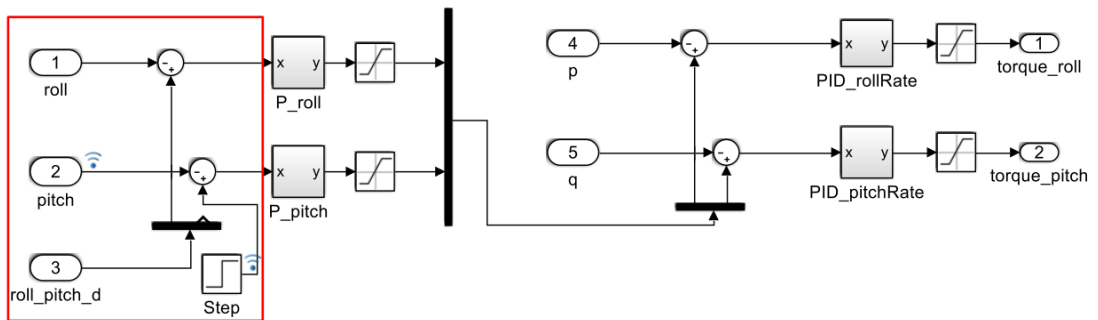 1
roll
-
+
x y
P_roll
2
pitch
-
+
x y
P_pitch
3
roll_pitch_d
Step
4
p
-
+
x y
PID_rollRate
1
torque_roll
5
q
-
+
x y
PID_pitchRate
2
torque_pitch